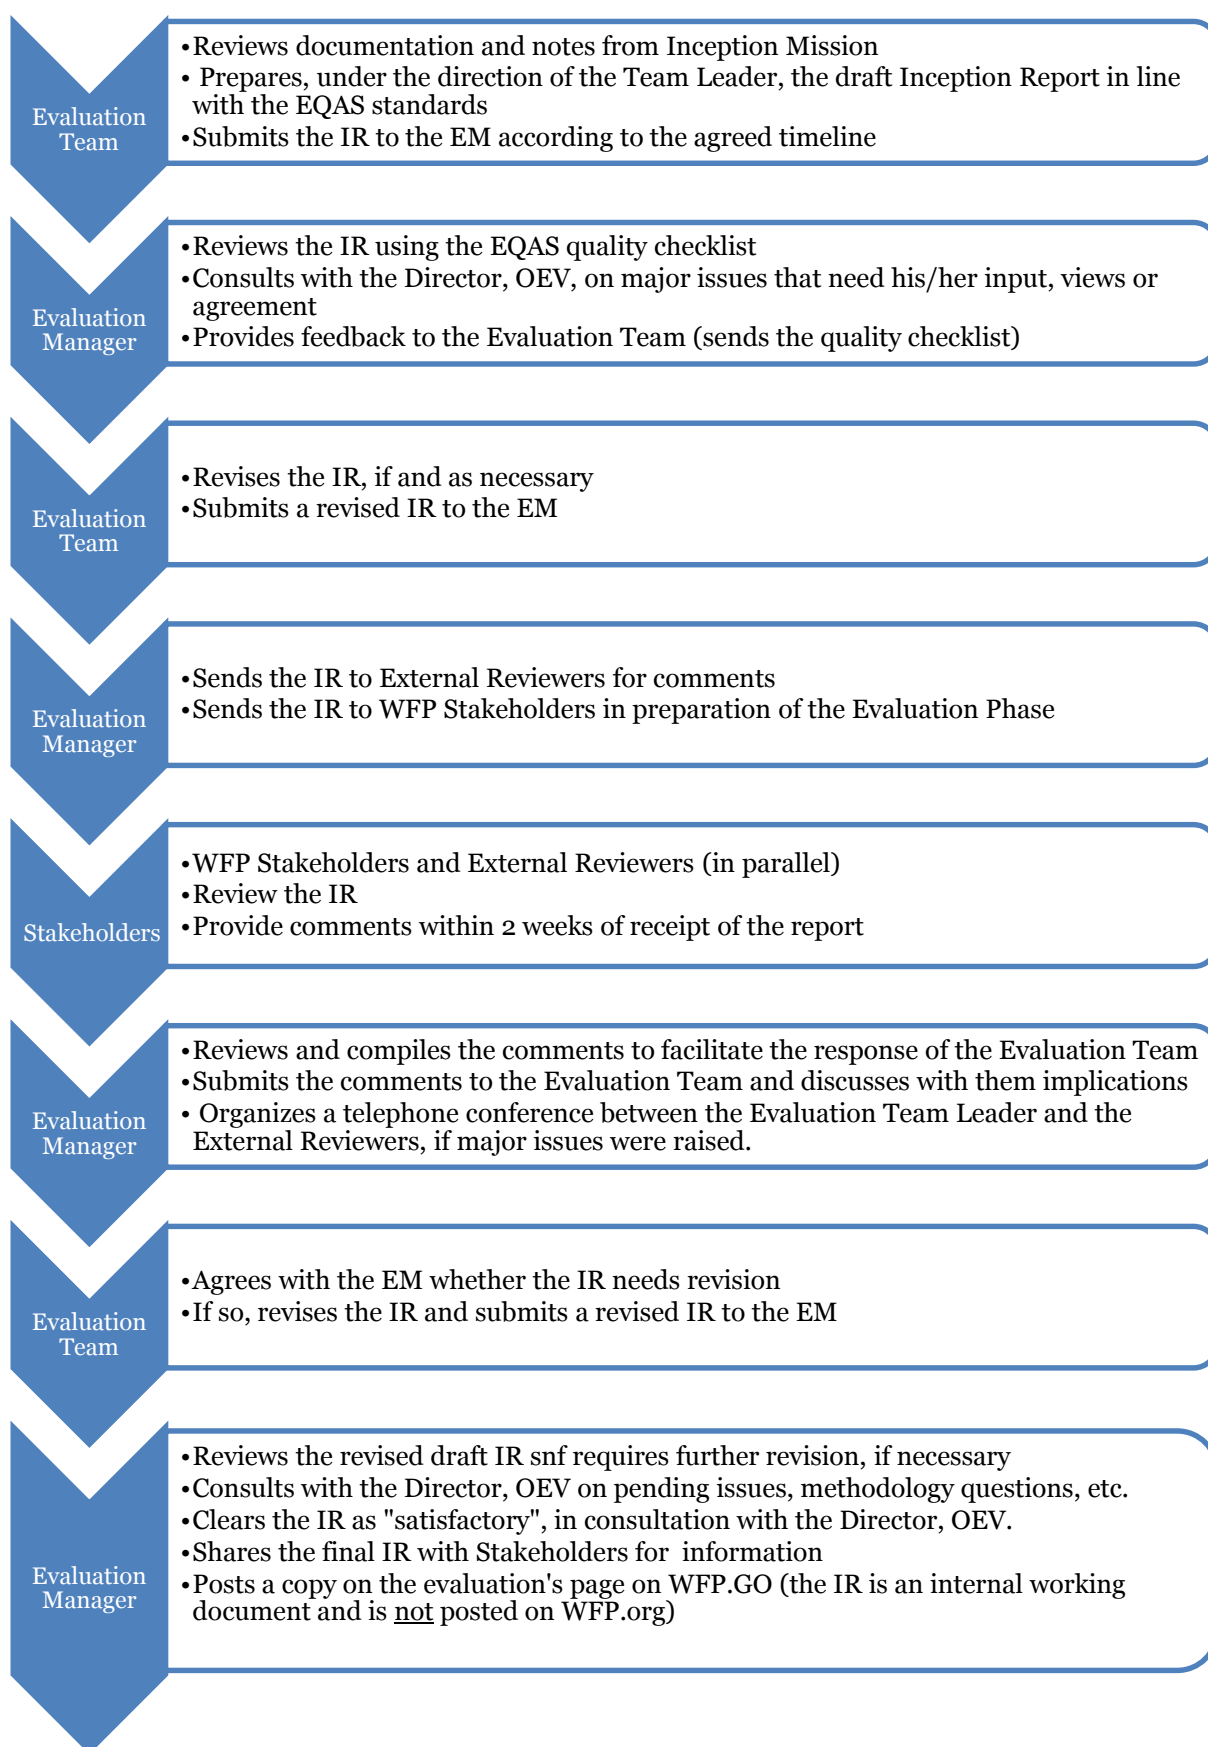 Evaluation
Team
•Reviews documentation and notes from Inception Mission
• Prepares, under the direction of the Team Leader, the draft Inception Report in line
with the EQAS standards
•Submits the IR to the EM according to the agreed timeline
Evaluation
Manager
•Reviews the IR using the EQAS quality checklist
•Consults with the Director, OEV, on major issues that need his/her input, views or
agreement
•Provides feedback to the Evaluation Team (sends the quality checklist)
Evaluation
Team
•Revises the IR, if and as necessary
•Submits a revised IR to the EM
Evaluation
Manager
•Sends the IR to External Reviewers for comments
•Sends the IR to WFP Stakeholders in preparation of the Evaluation Phase
Stakeholders
•WFP Stakeholders and External Reviewers (in parallel)
•Review the IR
•Provide comments within 2 weeks of receipt of the report
Evaluation
Manager
•Reviews and compiles the comments to facilitate the response of the Evaluation Team
•Submits the comments to the Evaluation Team and discusses with them implications
• Organizes a telephone conference between the Evaluation Team Leader and the
External Reviewers, if major issues were raised.
Evaluation
Team
•Agrees with the EM whether the IR needs revision
•If so, revises the IR and submits a revised IR to the EM
Evaluation
Manager
•Reviews the revised draft IR snf requires further revision, if necessary
•Consults with the Director, OEV on pending issues, methodology questions, etc.
•Clears the IR as "satisfactory", in consultation with the Director, OEV.
•Shares the final IR with Stakeholders for  information
•Posts a copy on the evaluation's page on WFP.GO (the IR is an internal working
document and is not posted on WFP.org)